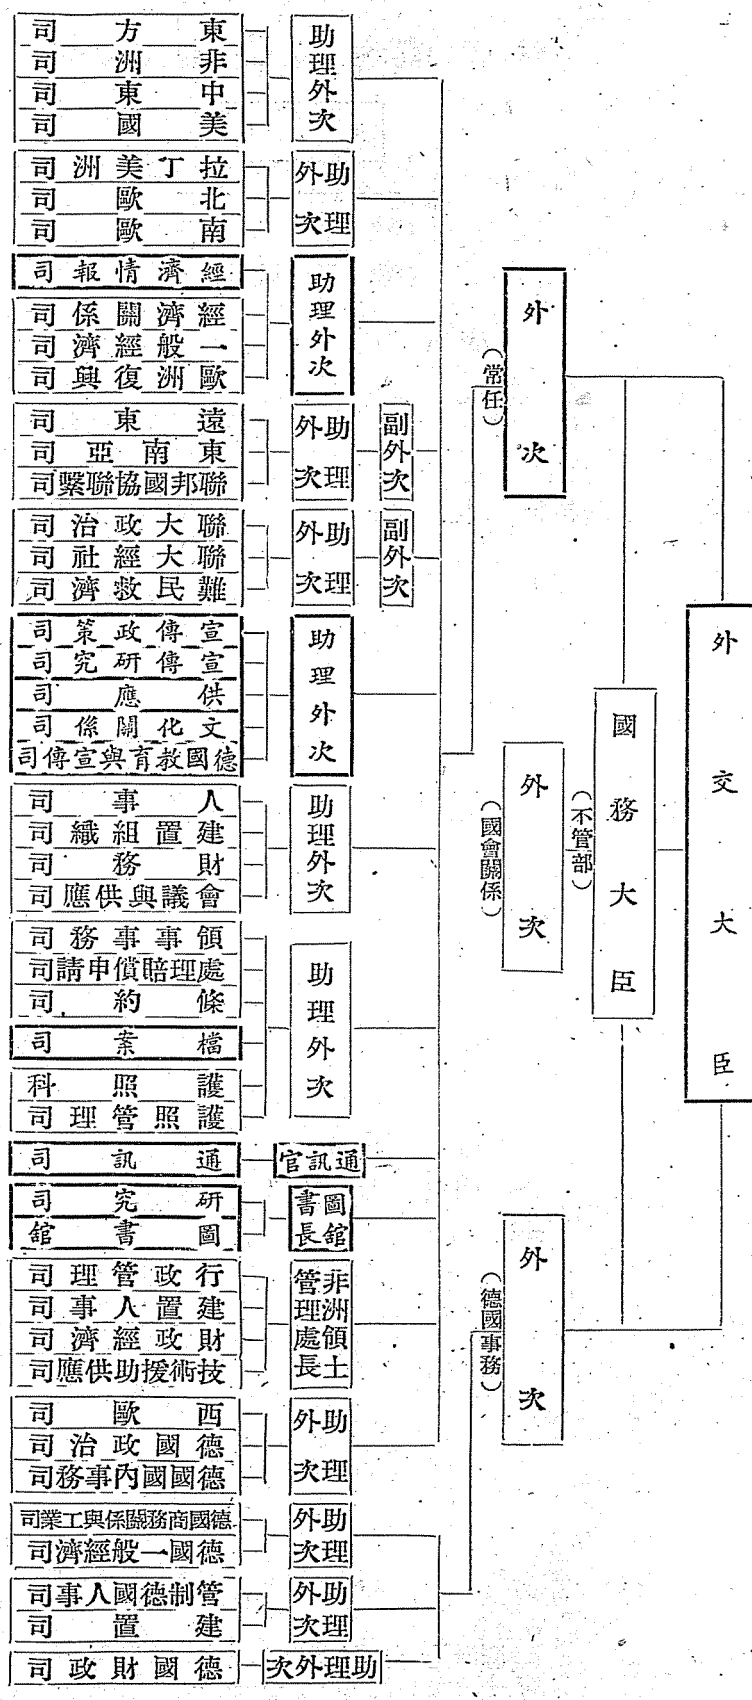 外交大臣
國務大臣
（不管部）
外次
（常任）
外次
（國會關係）
外次
（德國事務）
副外次
副外次
助理外次
東方司
非洲司
中東司
美國司
助理外次
拉丁美洲司
北歐司
南歐司
助理外次
經濟情報司
經濟關係司
一般經濟司
歐洲復興司
助理外次
遠東司
東南亞司
聯邦國協聯繫司
助理外次
聯大政治司
聯大經社司
難民救濟司
助理外次
宣傳政策司
宣傳研究司
供應司
文化關係司
德國教育與宣傳司
助理外次
人事司
建置組織司
財務司
會議與供應司
助理外次
領事事務司
處理賠償申請司
條約司
檔案司
護照科
護照管理司
通訊官
通訊司
圖書館長
研究司
圖書館
非洲領土管理處長
行政管理司
建置人事司
財政經濟司
技術援助供應司
助理外次
西歐司
德國政治司
德國國內事務司
助理外次
德國商務關係與工業司
德國一般經濟司
助理外次
管制德國人事司
建置司
助理外次
德國財政司